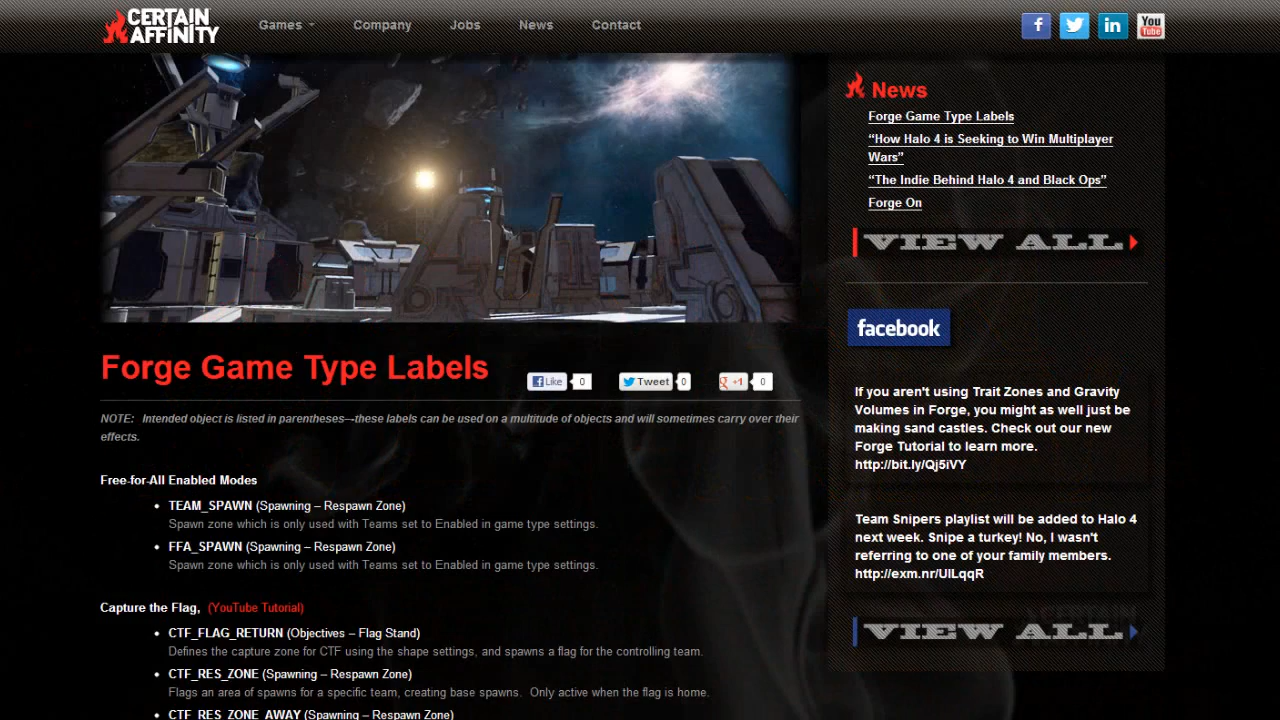 CERTAIN AFFINITY
Games
Company
Jobs
News
Contact
f
in
You Tube
Forge Game Type Labels
Like 0
Tweet 0
g +1 0
NOTE: Intended object is listed in parentheses—these labels can be used on a multitude of objects and will sometimes carry over their
effects.
Free-for-All Enabled Modes
• TEAM_SPAWN (Spawning – Respawn Zone)
Spawn zone which is only used with Teams set to Enabled in game type settings.
• FFA_SPAWN (Spawning – Respawn Zone)
Spawn zone which is only used with Teams set to Enabled in game type settings.
Capture the Flag, (YouTube Tutorial)
• CTF_FLAG_RETURN (Objectives – Flag Stand)
Defines the capture zone for CTF using the shape settings, and spawns a flag for the controlling team.
• CTF_RES_ZONE (Spawning – Respawn Zone)
Flags an area of spawns for a specific team, creating base spawns. Only active when the flag is home.
• CTF_RES_ZONE_AWAY (Spawning – Respawn Zone)
News
Forge Game Type Labels
“How Halo 4 is Seeking to Win Multiplayer
Wars”
“The Indie Behind Halo 4 and Black Ops”
Forge On
VIEW ALL
facebook
If you aren't using Trait Zones and Gravity
Volumes in Forge, you might as well just be
making sand castles. Check out our new
Forge Tutorial to learn more.
http://bit.ly/Qj5iVY
Team Snipers playlist will be added to Halo 4
next week. Snipe a turkey! No, I wasn't
referring to one of your family members.
http://exm.nr/UILqqR
VIEW ALL